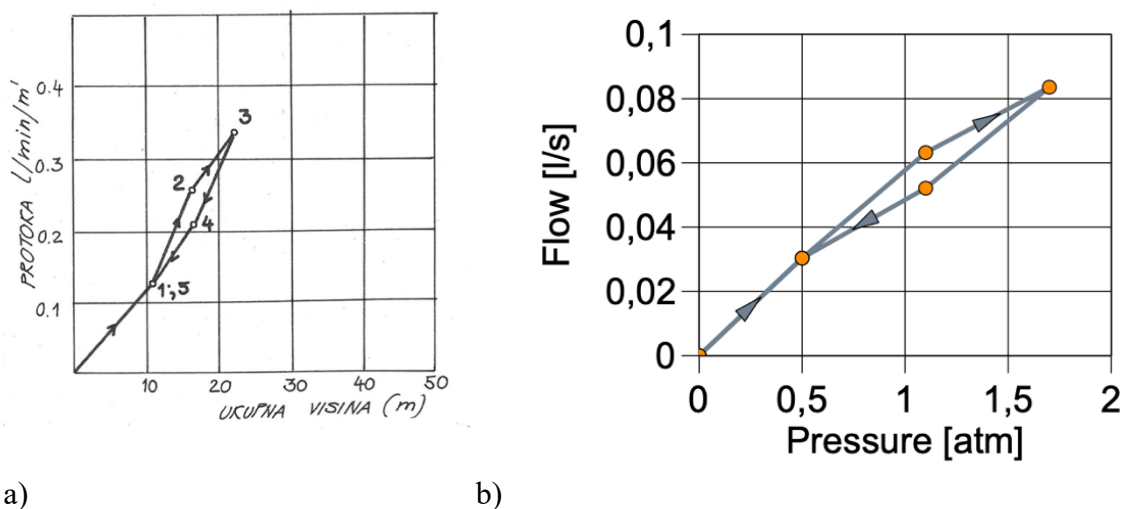 0.4
0.3
0.2
0.1
PROTOKA l/min/m'
3
2
4
1;5
10 20 30 40 50
UKUPNA VISINA (m)
a)
0,1
0,08
0,06
0,04
0,02
0
Flow [l/s]
0 0,5 1 1,5 2
Pressure [atm]
b)